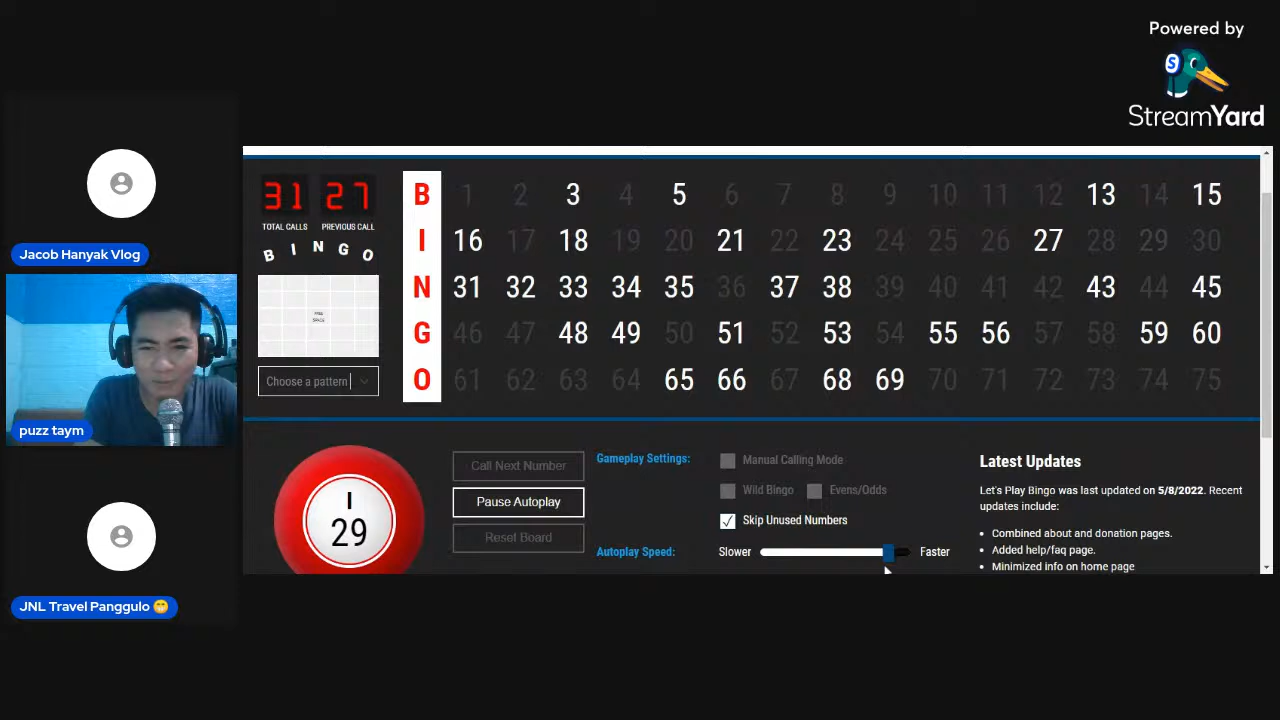 Powered by
S
StreamYard
Jacob Hanyak Vlog
puzz taym
JNL Travel Panggulo 😁
31 27
TOTAL CALLS PREVIOUS CALL
B I N G O
FREE
SPACE
Choose a pattern
B 1 2 3 4 5 6 7 8 9 10 11 12 13 14 15
I 16 17 18 19 20 21 22 23 24 25 26 27 28 29 30
N 31 32 33 34 35 36 37 38 39 40 41 42 43 44 45
G 46 47 48 49 50 51 52 53 54 55 56 57 58 59 60
O 61 62 63 64 65 66 67 68 69 70 71 72 73 74 75
I
29
Call Next Number
Pause Autoplay
Reset Board
Gameplay Settings:
Manual Calling Mode
Wild Bingo Evens/Odds
Skip Unused Numbers
Autoplay Speed: Slower Faster
Latest Updates
Let's Play Bingo was last updated on 5/8/2022. Recent
updates include:
• Combined about and donation pages.
• Added help/faq page.
• Minimized info on home page